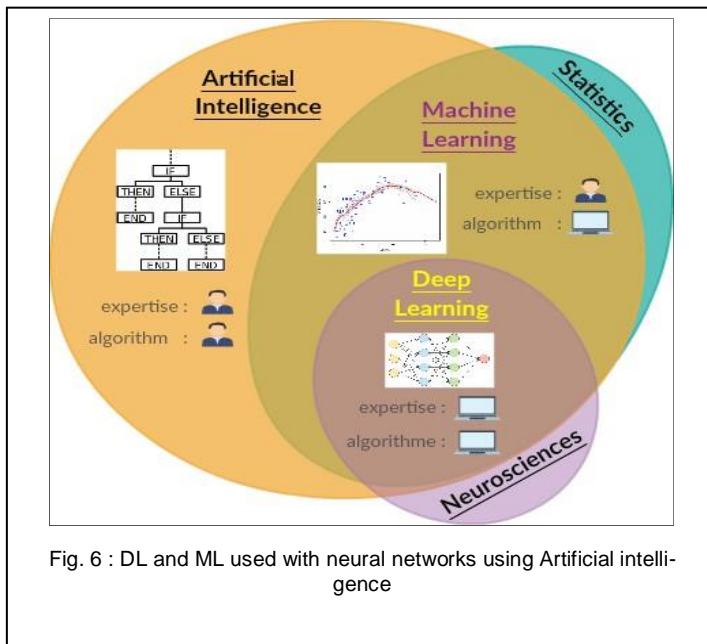 Artificial
Intelligence
Statistics
Machine
Learning
IF
THEN ELSE
END IF
THEN ELSE
END END
expertise :
algorithm :
expertise :
algorithm :
Deep
Learning
expertise :
algorithme :
Neurosciences
Fig. 6 : DL and ML used with neural networks using Artificial intelli-
gence